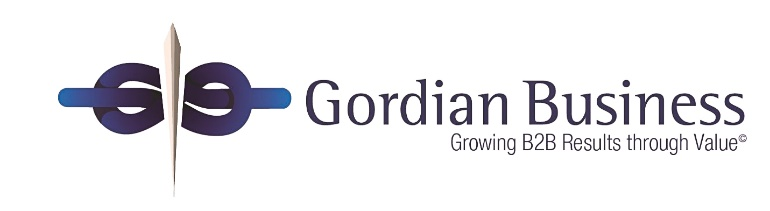 Gordian Business
Growing B2B Results through Value©